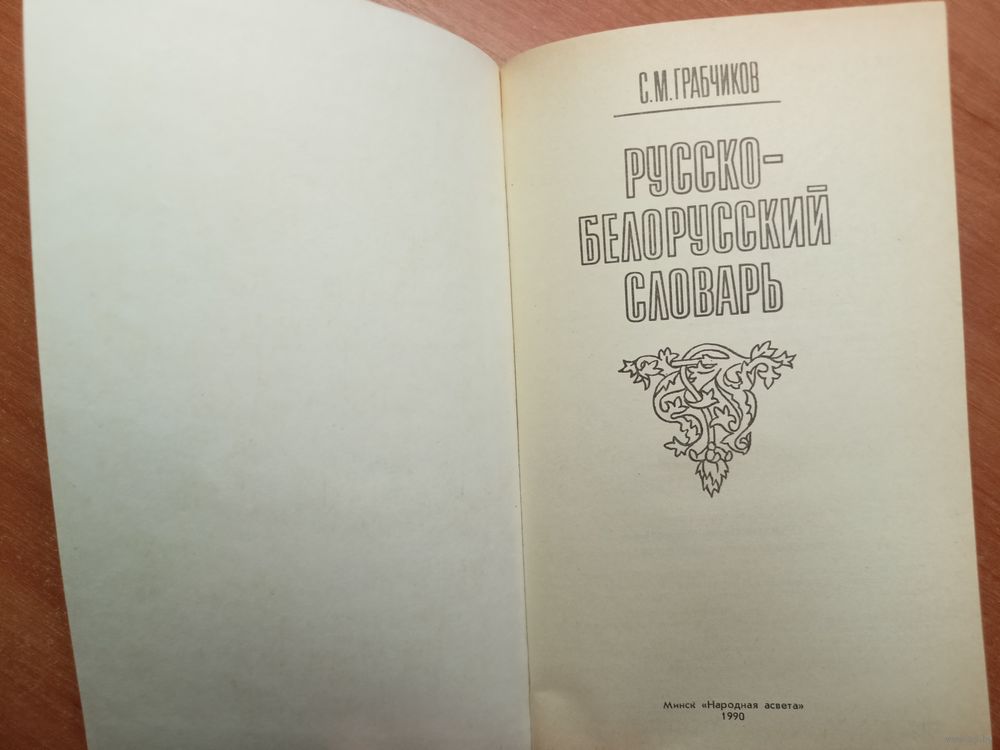 С.М.ГРАБЧИКОВ
РУССКО-
БЕЛОРУССКИЙ
СЛОВАРЬ
Минск «Народная асвета»
1990